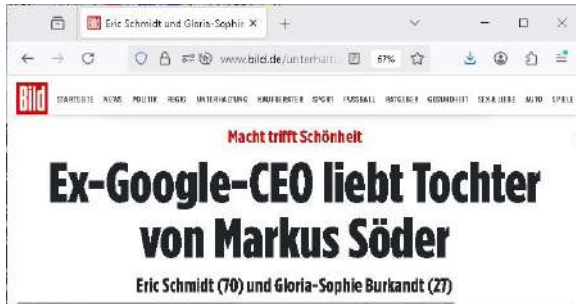 Eric Schmidt und Gloria-Sophie
www.bild.de/unterhalt
67%
Bild
STARTSEITE NEWS POLITIK REGIO UNTERHALTUNG KAUFBERATER SPORT FUSSBALL RATGEBER GESUNDHEIT SEX & LIEBE AUTO SPIELE
Macht trifft Schönheit
Ex-Google-CEO liebt Tochter
von Markus Söder
Eric Schmidt (70) und Gloria-Sophie Burkandt (27)